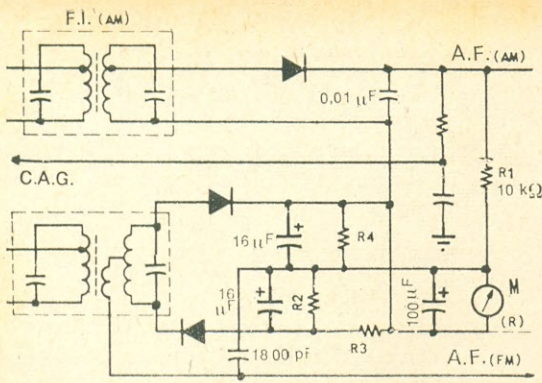 F.I. (AM)
A.F. (AM)
0,01 µF
R1
10 kΩ
C.A.G.
16 µF
+
R4
16
µF
+
R2
+
100 µF
M
(R)
1800 pf
R3
A.F. (FM)